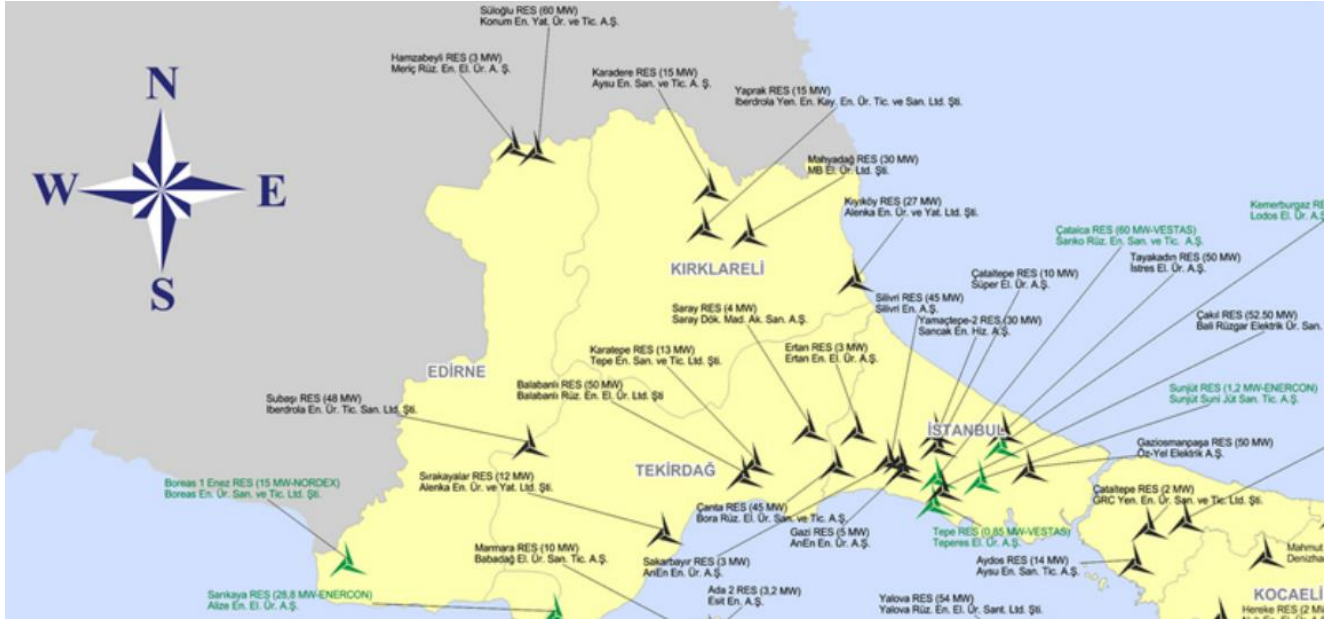 Süloğlu RES (60 MW)
Konum En. Yat. Ür. ve Tic. A.Ş.
Hamzabeyli RES (3 MW)
Meriç Rüz. En. El. Ür. A. Ş.
Karadere RES (15 MW)
Aysu En. San. ve Tic. A. Ş.
Yaprak RES (15 MW)
Iberdrola Yen. En. Kay. En. Ür. Tic. ve San. Ltd. Şti.
N
W
E
S
Mahyadağ RES (30 MW)
MB El. Ür. Ltd. Şti.
Kıyıköy RES (27 MW)
Alenka En. Ür. ve Yat. Ltd. Şti.
Kemerburgaz RE
Lodos El. Ür. A.Ş
Çatalca RES (60 MW-VESTAS)
Sanko Rüz. En. San. ve Tic. A.Ş.
Tayakadın RES (50 MW)
İstres El. Ür. A.Ş.
KIRKLARELİ
Çataltepe RES (10 MW)
Süper El. Ür. A.Ş.
Silivri RES (45 MW)
Silivri En. A.Ş.
Saray RES (4 MW)
Saray Dök. Mad. Ak. San. A.Ş.
Yamaçtepe-2 RES (30 MW)
Sancak En. Hiz. A.Ş.
Çakıl RES (52.50 MW)
Bali Rüzgar Elektrik Ür. San.
Karatepe RES (13 MW)
Tepe En. San. ve Tic. Ltd. Şti.
Ertan RES (3 MW)
Ertan En. El. Ür. A.Ş.
EDİRNE
Balabanlı RES (50 MW)
Balabanlı Rüz. En. El. Ür. Ltd. Şti
Subaşı RES (48 MW)
Iberdrola En. Ür. Tic. San. Ltd. Şti.
Sunjüt RES (1,2 MW-ENERCON)
Sunjüt Suni Jüt San. Tic. A.Ş.
İSTANBUL
Gaziosmanpaşa RES (50 MW)
Öz-Yel Elektrik A.Ş.
TEKİRDAĞ
Sırakayalar RES (12 MW)
Alenka En. Ür. ve Yat. Ltd. Şti.
Boreas 1 Enez RES (15 MW-NORDEX)
Boreas En. Ür. San. ve Tic. Ltd. Şti.
Çataltepe RES (2 MW)
GRC Yen. En. Ür. San. ve Tic. Ltd. Şti.
Çanta RES (45 MW)
Bora Rüz. El. Ür. San. ve Tic. A.Ş.
Gazi RES (5 MW)
AnEn En. Ür. A.Ş.
Tepe RES (0,85 MW-VESTAS)
Teperes El. Ür. A.Ş.
Marmara RES (10 MW)
Babadağ El. Ür. San. Tic. A.Ş.
Sakarbayır RES (3 MW)
AnEn En. Ür. A.Ş.
Aydos RES (14 MW)
Aysu En. San. Tic. A.Ş.
Mahmut
Denizha
Sarıkaya RES (28,8 MW-ENERCON)
Alize En. El. Ür. A.Ş.
Ada 2 RES (3,2 MW)
Esit En. A.Ş.
Yalova RES (54 MW)
Yalova Rüz. En. El. Ür. Sant. Ltd. Şti.
KOCAELİ
Hereke RES (2 M